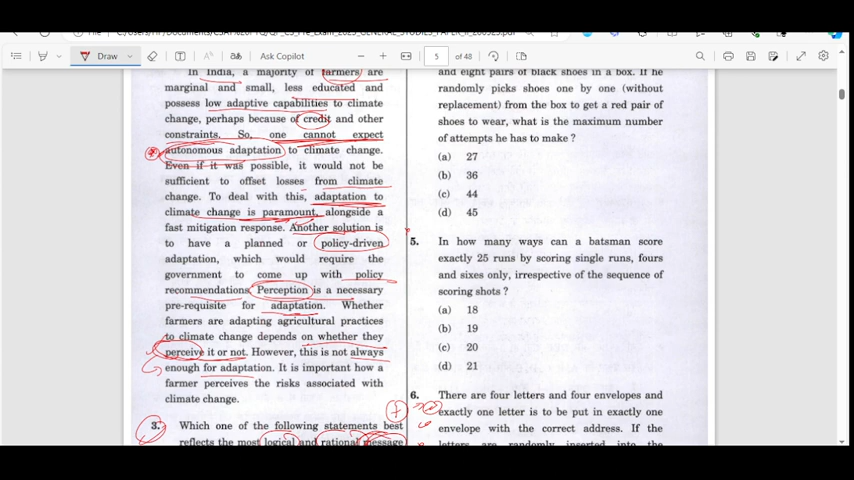 Draw
Ask Copilot
5
of 48
In India, a majority of farmers are
marginal and small, less educated and
possess low adaptive capabilities to climate
change, perhaps because of credit and other
constraints. So, one cannot expect
autonomous adaptation to climate change.
Even if it was possible, it would not be
sufficient to offset losses from climate
change. To deal with this, adaptation to
climate change is paramount, alongside a
fast mitigation response. Another solution is
to have a planned or policy-driven
adaptation, which would require the
government to come up with policy
recommendations. Perception is a necessary
pre-requisite for adaptation. Whether
farmers are adapting agricultural practices
to climate change depends on whether they
perceive it or not. However, this is not always
enough for adaptation. It is important how a
farmer perceives the risks associated with
climate change.
3. Which one of the following statements best
reflects the most logical and rational message
and eight pairs of black shoes in a box. If he
randomly picks shoes one by one (without
replacement) from the box to get a red pair of
shoes to wear, what is the maximum number
of attempts he has to make ?
(a) 27
(b) 36
(c) 44
(d) 45
5. In how many ways can a batsman score
exactly 25 runs by scoring single runs, fours
and sixes only, irrespective of the sequence of
scoring shots ?
(a) 18
(b) 19
(c) 20
(d) 21
6. There are four letters and four envelopes and
exactly one letter is to be put in exactly one
envelope with the correct address. If the
letters are randomly inserted into the